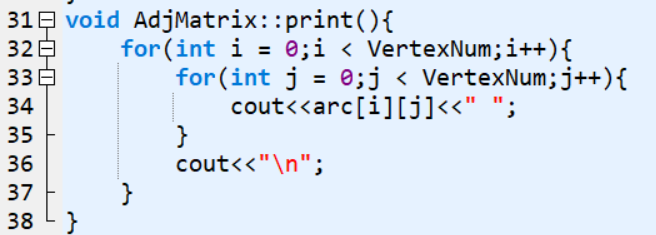 31 void AdjMatrix::print(){
32 for(int i = 0;i < VertexNum;i++){
33 for(int j = 0;j < VertexNum;j++){
34 cout<<arc[i][j]<<" ";
35 }
36 cout<<"\n";
37 }
38 }